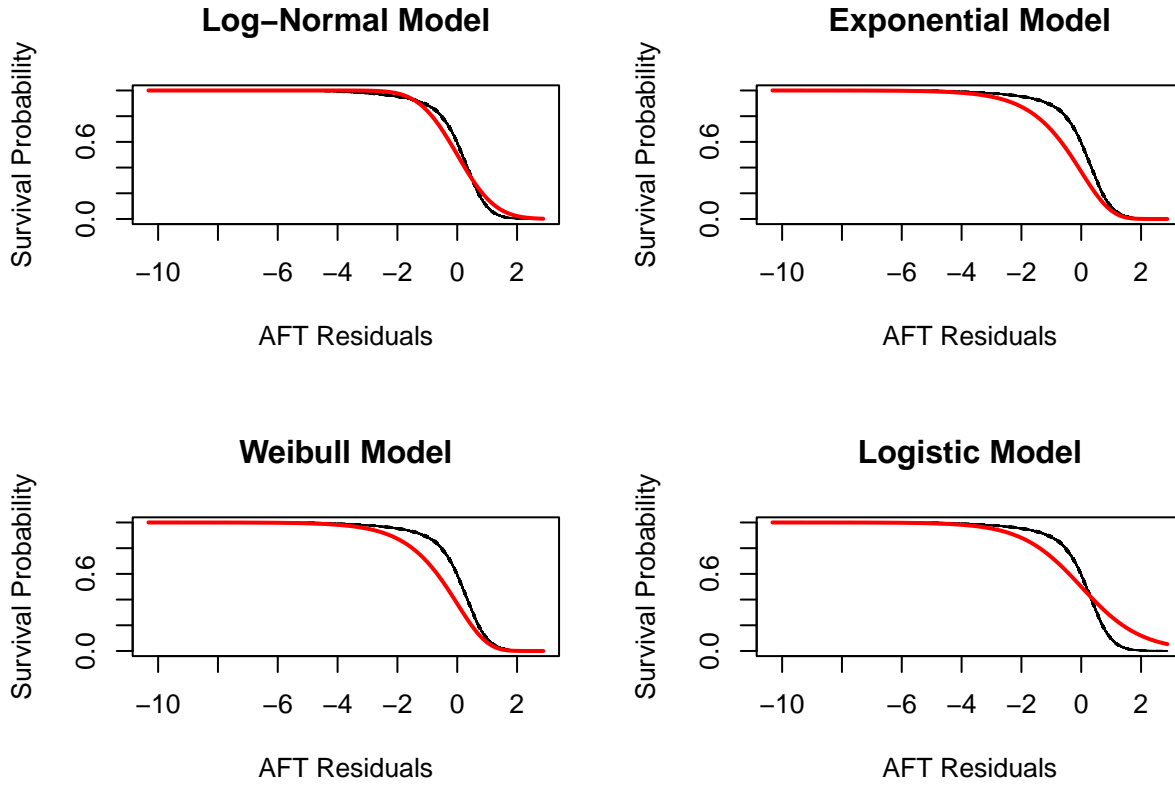 Log−Normal Model
Survival Probability
0.0
0.6
−10
−6
−4
−2
0
2
AFT Residuals
Exponential Model
Survival Probability
0.0
0.6
−10
−6
−4
−2
0
2
AFT Residuals
Weibull Model
Survival Probability
0.0
0.6
−10
−6
−4
−2
0
2
AFT Residuals
Logistic Model
Survival Probability
0.0
0.6
−10
−6
−4
−2
0
2
AFT Residuals